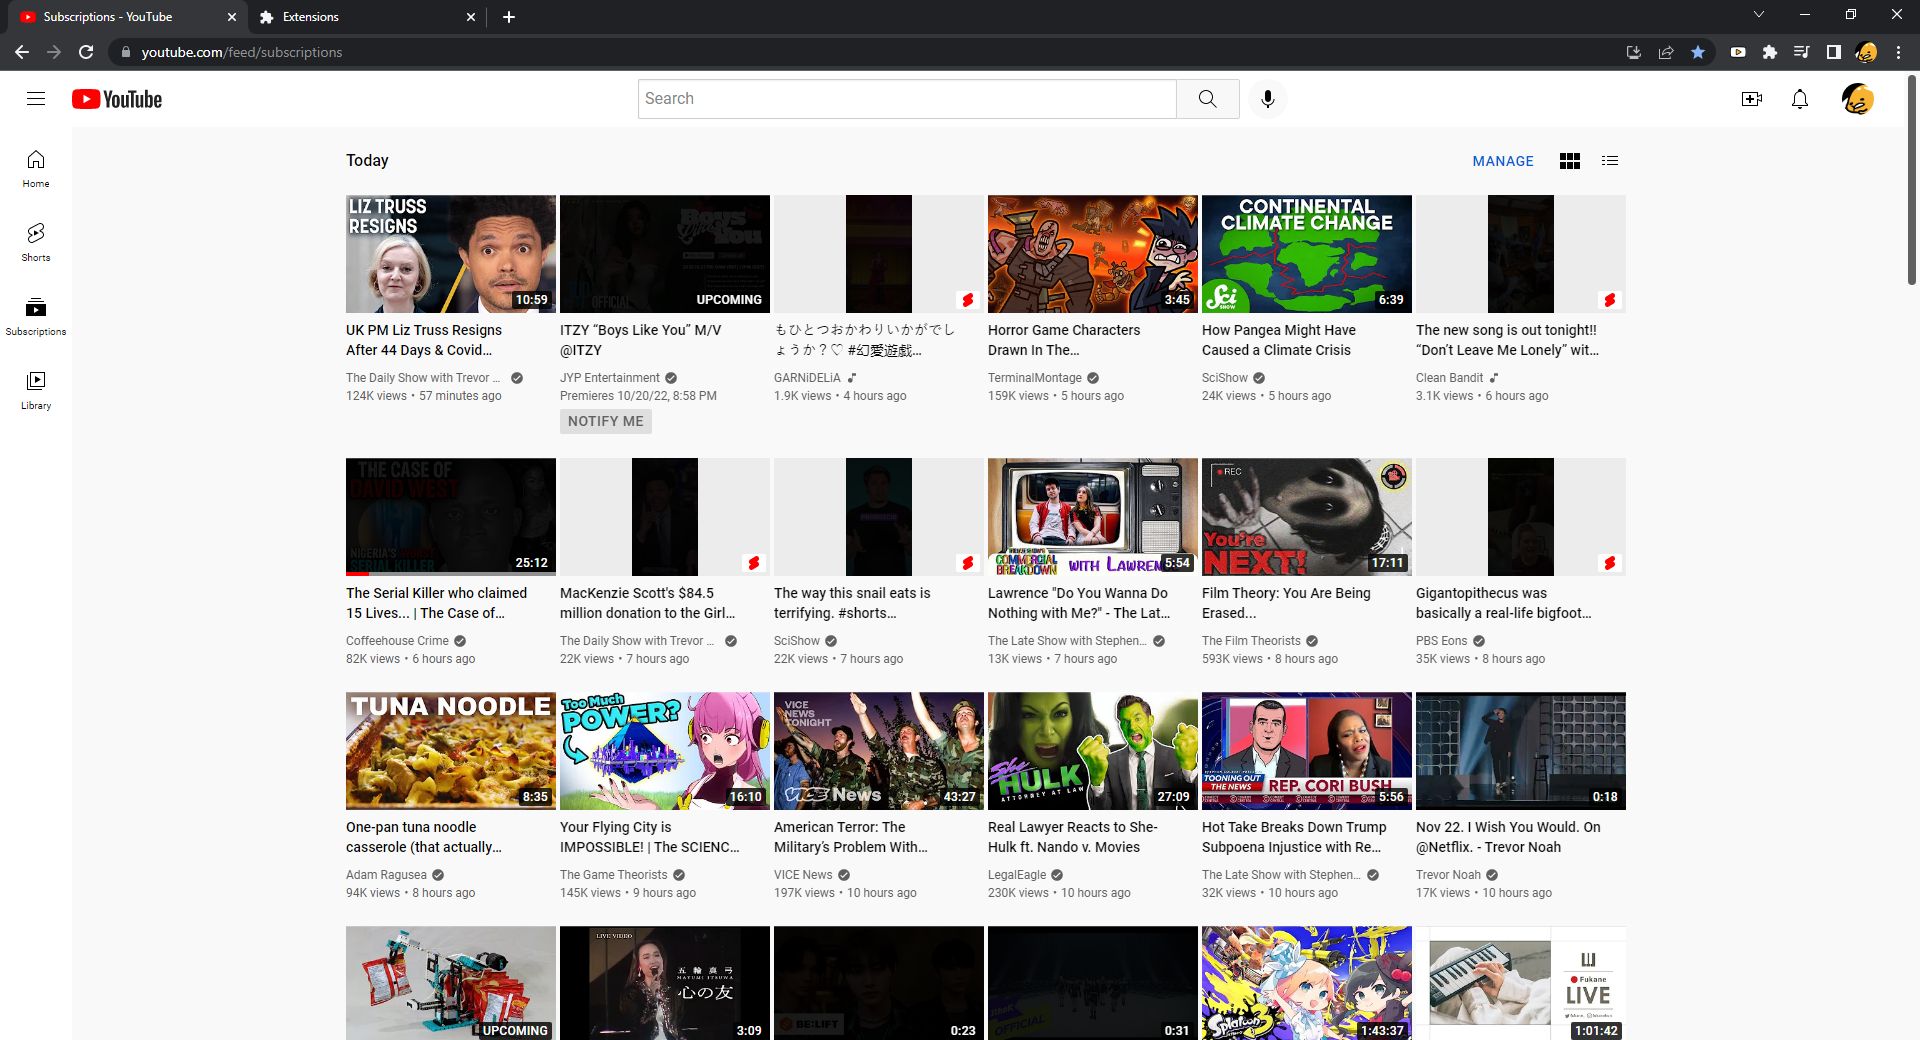 Subscriptions - YouTube
Extensions
youtube.com/feed/subscriptions
YouTube
Search
Home
Shorts
Subscriptions
Library
Today
MANAGE
LIZ TRUSS
RESIGNS
10:59
UK PM Liz Truss Resigns
After 44 Days & Covid...
The Daily Show with Trevor ...
124K views • 57 minutes ago
Boys
Like
You
OFFICIAL
UPCOMING
ITZY “Boys Like You” M/V
@ITZY
JYP Entertainment
Premieres 10/20/22, 8:58 PM
NOTIFY ME
もひとつおかわりいかがでし
ょうか？♡ #幻愛遊戯...
GARNiDELiA
1.9K views • 4 hours ago
3:45
Horror Game Characters
Drawn In The...
TerminalMontage
159K views • 5 hours ago
CONTINENTAL
CLIMATE CHANGE
Sci
SHOW
6:39
How Pangea Might Have
Caused a Climate Crisis
SciShow
24K views • 5 hours ago
The new song is out tonight!!
“Don’t Leave Me Lonely” wit...
Clean Bandit
3.1K views • 6 hours ago
THE CASE OF
DAVID WEST
NIGERIA'S WORST
SERIAL KILLER
25:12
The Serial Killer who claimed
15 Lives... | The Case of...
Coffeehouse Crime
82K views • 6 hours ago
MacKenzie Scott's $84.5
million donation to the Girl...
The Daily Show with Trevor ...
22K views • 7 hours ago
The way this snail eats is
terrifying. #shorts...
SciShow
22K views • 7 hours ago
COMMERCIAL
BREAKDOWN
WITH LAWREN
5:54
Lawrence "Do You Wanna Do
Nothing with Me?" - The Lat...
The Late Show with Stephen...
13K views • 7 hours ago
REC
You're
NEXT!
17:11
Film Theory: You Are Being
Erased...
The Film Theorists
593K views • 8 hours ago
Gigantopithecus was
basically a real-life bigfoot...
PBS Eons
35K views • 8 hours ago
TUNA NOODLE
8:35
One-pan tuna noodle
casserole (that actually...
Adam Ragusea
94K views • 8 hours ago
Too Much
POWER?
16:10
Your Flying City is
IMPOSSIBLE! | The SCIENC...
The Game Theorists
145K views • 9 hours ago
VICE
NEWS
TONIGHT
VICE News
43:27
American Terror: The
Military’s Problem With...
VICE News
197K views • 10 hours ago
She
HULK
ATTORNEY AT LAW
27:09
Real Lawyer Reacts to She-
Hulk ft. Nando v. Movies
LegalEagle
230K views • 10 hours ago
TOONING OUT
THE NEWS
REP. CORI BUSH
5:56
Hot Take Breaks Down Trump
Subpoena Injustice with Re...
The Late Show with Stephen...
32K views • 10 hours ago
0:18
Nov 22. I Wish You Would. On
@Netflix. - Trevor Noah
Trevor Noah
17K views • 10 hours ago
UPCOMING
LIVE VIDEO
五輪真弓
MAYUMI ITSUWA
心の友
3:09
BE:LIFT
0:23
OFFICIAL
0:31
Splatoon 3
1:43:37
Fukane
LIVE
1:01:42